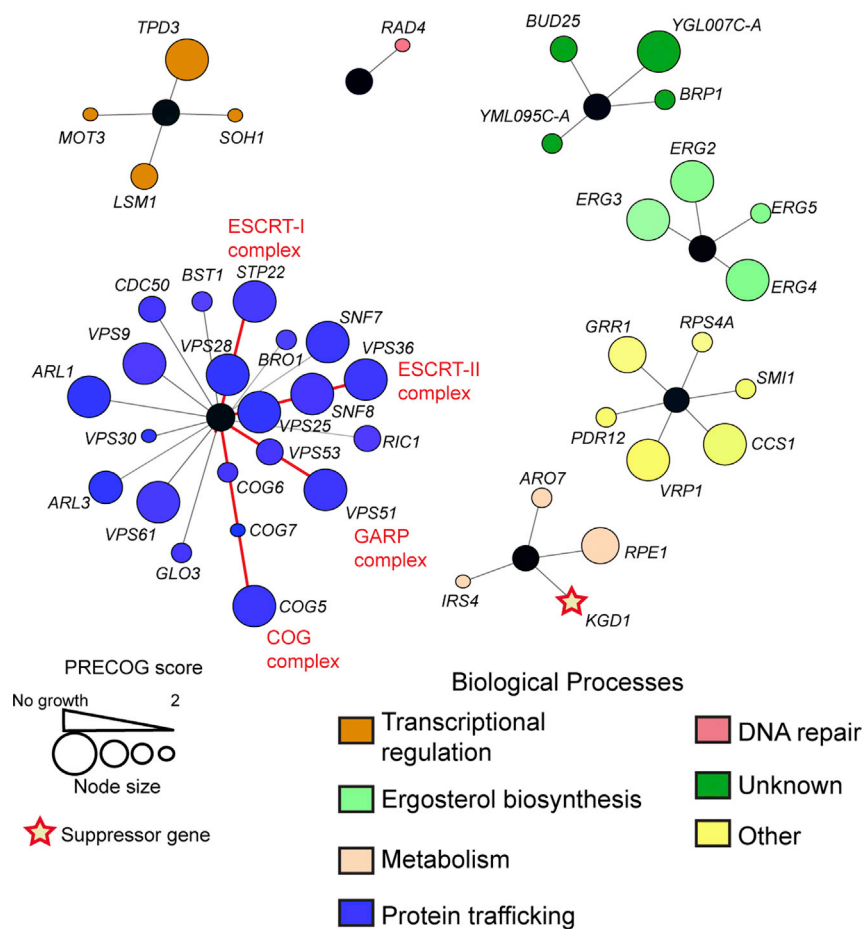 TPD3
RAD4
BUD25
YGL007C-A
BRP1
YML095C-A
MOT3
SOH1
LSM1
ERG2
ERG3
ERG5
ERG4
ESCRT-I
complex
STP22
BST1
CDC50
VPS9
VPS28
BRO1
SNF7
VPS36
ESCRT-II
complex
ARL1
SNF8
VPS25
VPS30
VPS53
RIC1
COG6
ARL3
VPS61
VPS51
COG7
GARP
complex
GLO3
COG5
COG
complex
GRR1
RPS4A
SMI1
PDR12
CCS1
VRP1
ARO7
RPE1
IRS4
KGD1
PRECOG score
No growth 2
Node size
Suppressor gene
Biological Processes
Transcriptional
regulation
Ergosterol biosynthesis
Metabolism
Protein trafficking
DNA repair
Unknown
Other